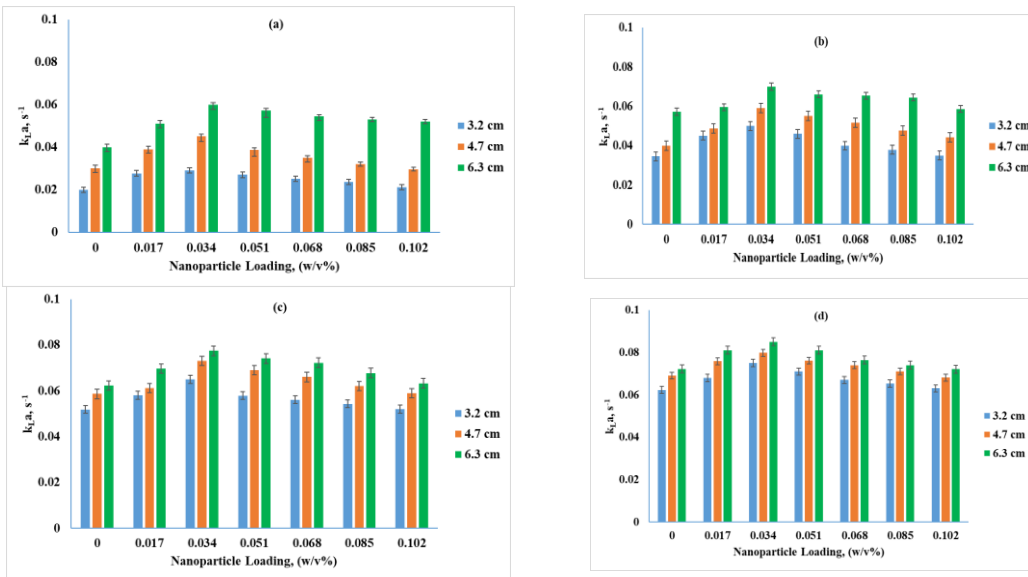 (a)
0.1
0.08
0.06
0.04
0.02
0
kLa, s-1
0 0.017 0.034 0.051 0.068 0.085 0.102
Nanoparticle Loading, (w/v%)
3.2 cm
4.7 cm
6.3 cm
(b)
0.1
0.08
0.06
0.04
0.02
0
kLa, s-1
0 0.017 0.034 0.051 0.068 0.085 0.102
Nanoparticle Loading, (w/v%)
3.2 cm
4.7 cm
6.3 cm
(c)
0.1
0.08
0.06
0.04
0.02
0
kLa, s-1
0 0.017 0.034 0.051 0.068 0.085 0.102
Nanoparticle Loading, (w/v%)
3.2 cm
4.7 cm
6.3 cm
(d)
0.1
0.08
0.06
0.04
0.02
0
kLa, s-1
0 0.017 0.034 0.051 0.068 0.085 0.102
Nanoparticle Loading, (w/v%)
3.2 cm
4.7 cm
6.3 cm